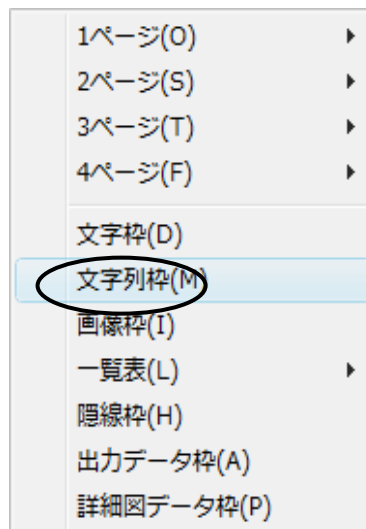 1ページ(O)
2ページ(S)
3ページ(T)
4ページ(F)
文字枠(D)
文字列枠(M)
画像枠(I)
一覧表(L)
隠線枠(H)
出力データ枠(A)
詳細図データ枠(P)